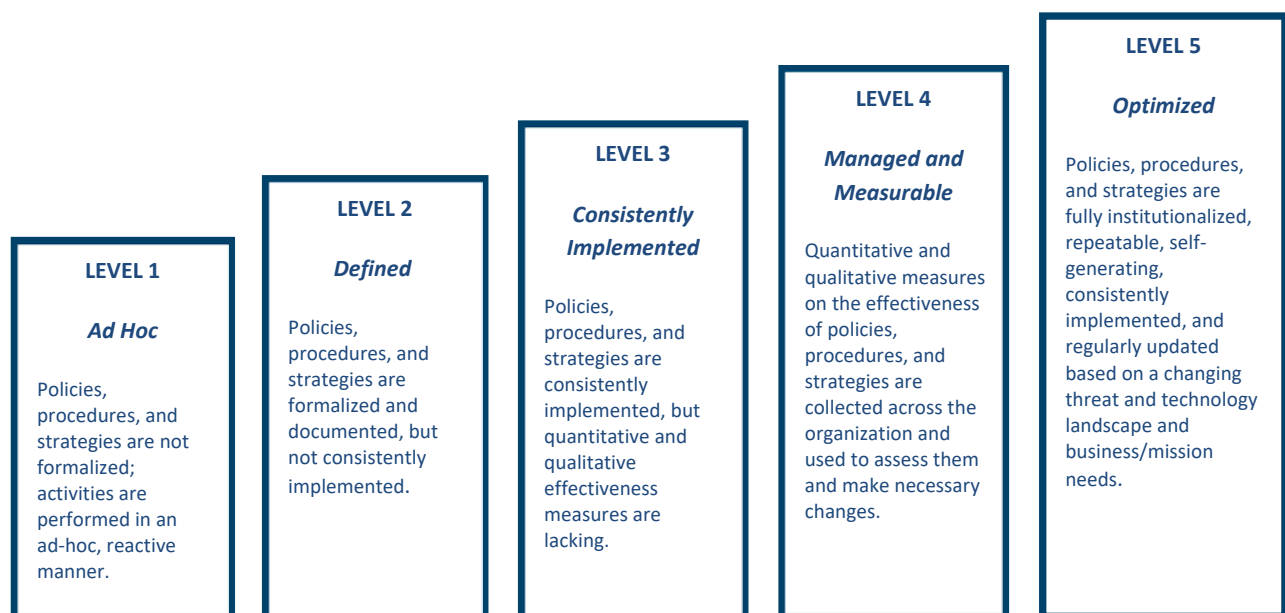 LEVEL 1
Ad Hoc
Policies,
procedures, and
strategies are not
formalized;
activities are
performed in an
ad-hoc, reactive
manner.
LEVEL 2
Defined
Policies,
procedures, and
strategies are
formalized and
documented, but
not consistently
implemented.
LEVEL 3
Consistently
Implemented
Policies,
procedures, and
strategies are
consistently
implemented, but
quantitative and
qualitative
effectiveness
measures are
lacking.
LEVEL 4
Managed and
Measurable
Quantitative and
qualitative measures
on the effectiveness
of policies,
procedures, and
strategies are
collected across the
organization and
used to assess them
and make necessary
changes.
LEVEL 5
Optimized
Policies, procedures,
and strategies are
fully institutionalized,
repeatable, self-
generating,
consistently
implemented, and
regularly updated
based on a changing
threat and technology
landscape and
business/mission
needs.